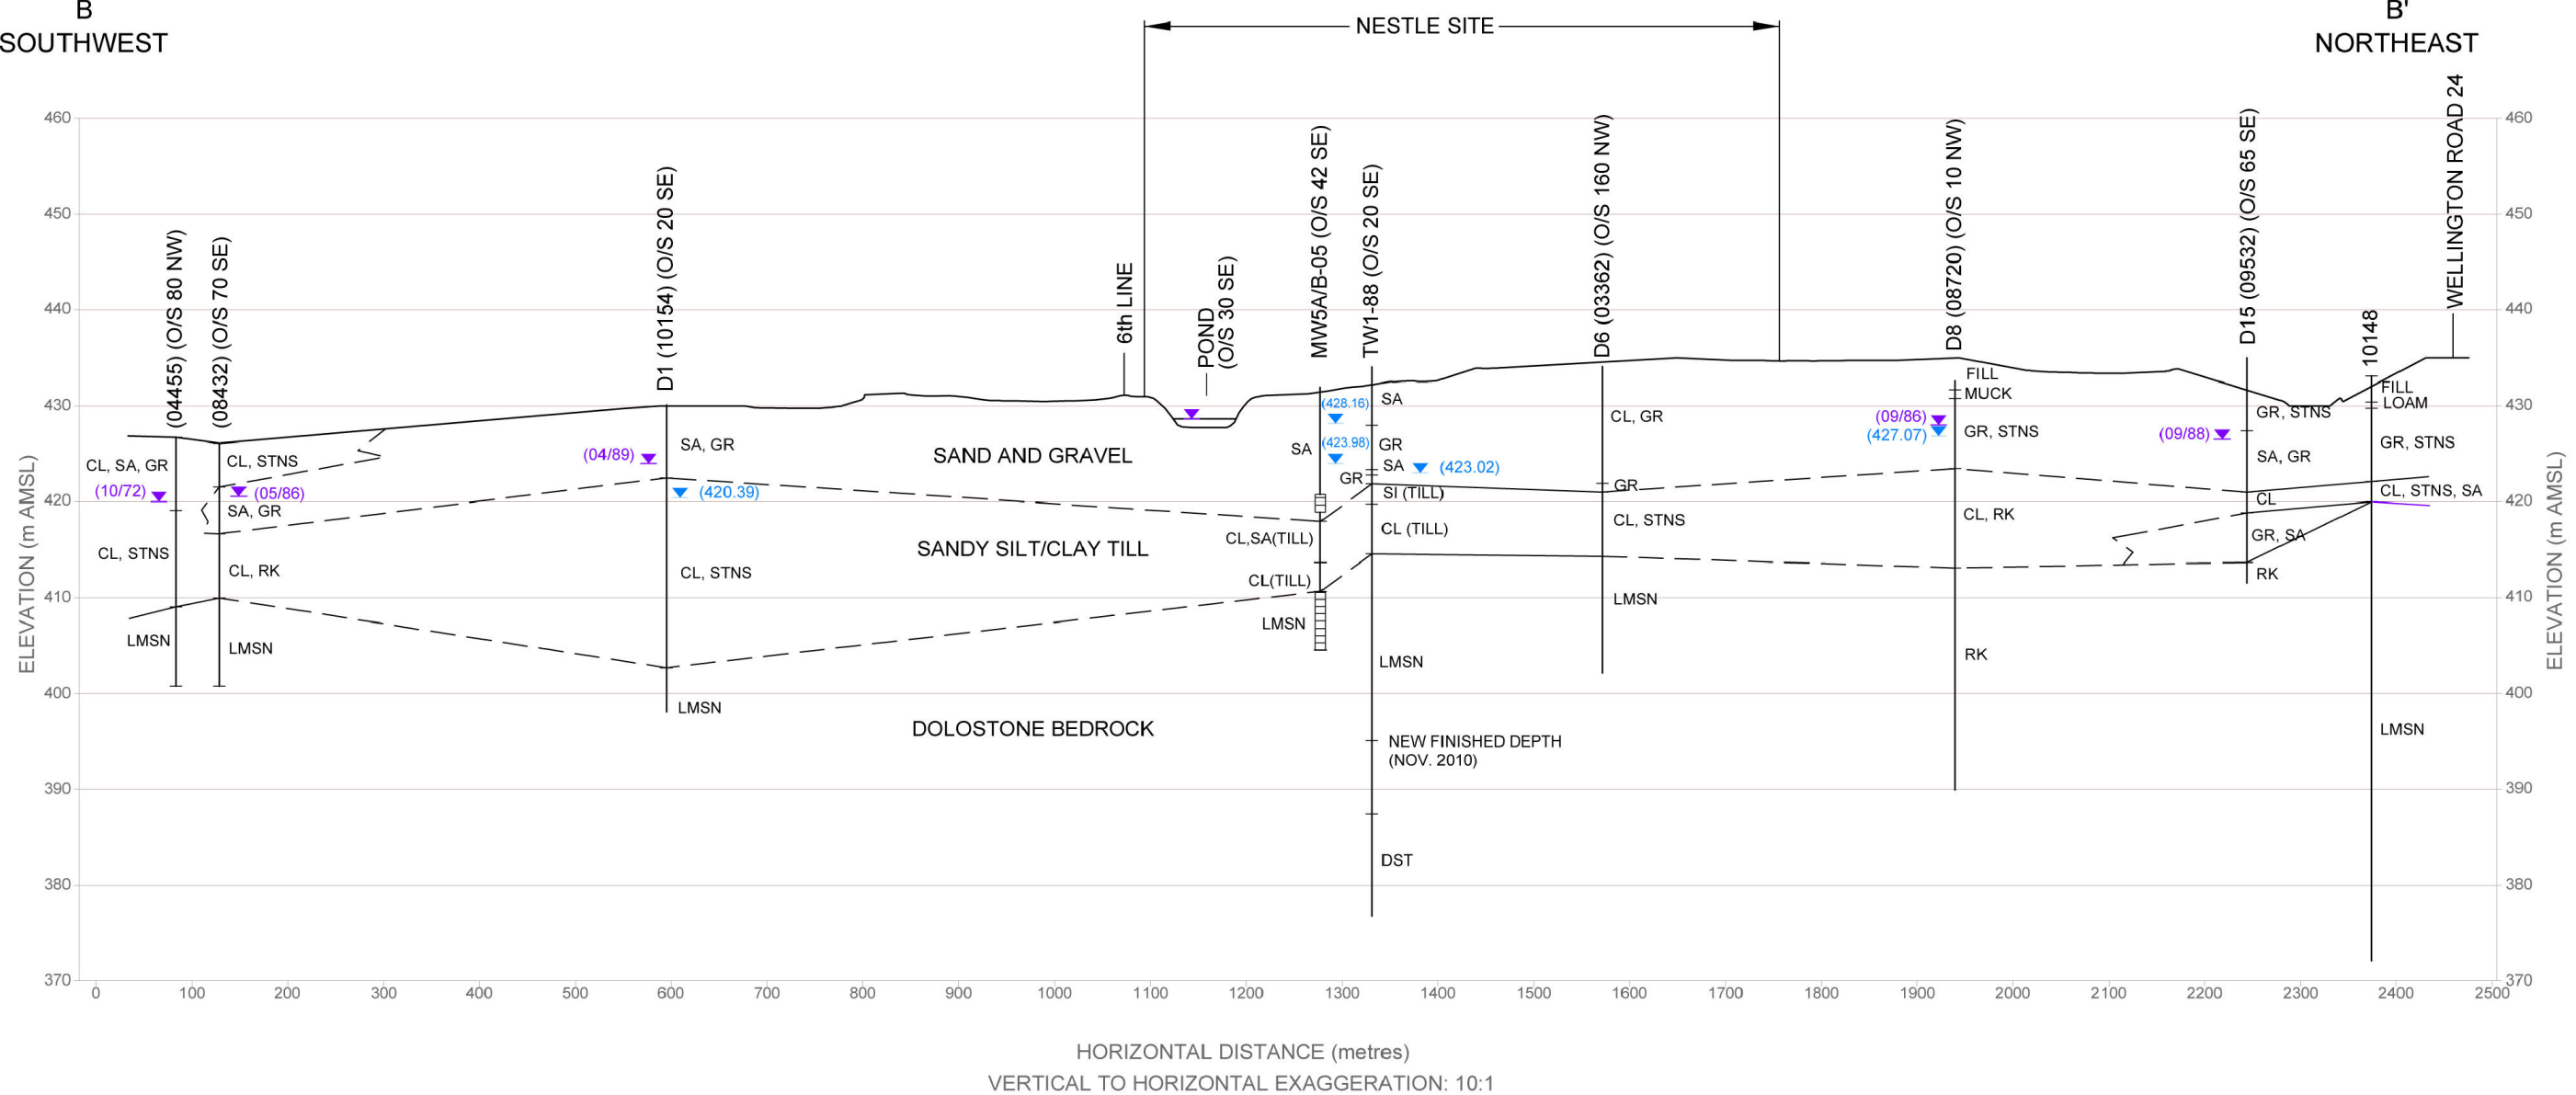 B
SOUTHWEST
NESTLE SITE
B'
NORTHEAST
(04455) (O/S 80 NW)
(08432) (O/S 70 SE)
D1 (10154) (O/S 20 SE)
6th LINE
POND
(O/S 30 SE)
MW5A/B-05 (O/S 42 SE)
TW1-88 (O/S 20 SE)
D6 (03362) (O/S 160 NW)
D8 (08720) (O/S 10 NW)
D15 (09532) (O/S 65 SE)
10148
WELLINGTON ROAD 24
ELEVATION (m AMSL)
460
450
440
430
420
410
400
390
380
370
CL, SA, GR
(10/72)
CL, STNS
LMSN
CL, STNS
(05/86)
SA, GR
CL, RK
LMSN
(04/89)
SA, GR
(420.39)
CL, STNS
LMSN
SAND AND GRAVEL
SANDY SILT/CLAY TILL
DOLOSTONE BEDROCK
(428.16)
(423.98)
SA
CL,SA(TILL)
CL(TILL)
LMSN
SA
GR
SA
(423.02)
GR
SI (TILL)
CL (TILL)
LMSN
NEW FINISHED DEPTH
(NOV. 2010)
DST
CL, GR
GR
CL, STNS
LMSN
FILL
MUCK
(09/86)
(427.07)
GR, STNS
CL, RK
RK
GR, STNS
(09/88)
SA, GR
CL
GR, SA
RK
FILL
LOAM
GR, STNS
CL, STNS, SA
LMSN
460
450
440
430
420
410
400
390
380
370
ELEVATION (m AMSL)
0 100 200 300 400 500 600 700 800 900 1000 1100 1200 1300 1400 1500 1600 1700 1800 1900 2000 2100 2200 2300 2400 2500
HORIZONTAL DISTANCE (metres)
VERTICAL TO HORIZONTAL EXAGGERATION: 10:1